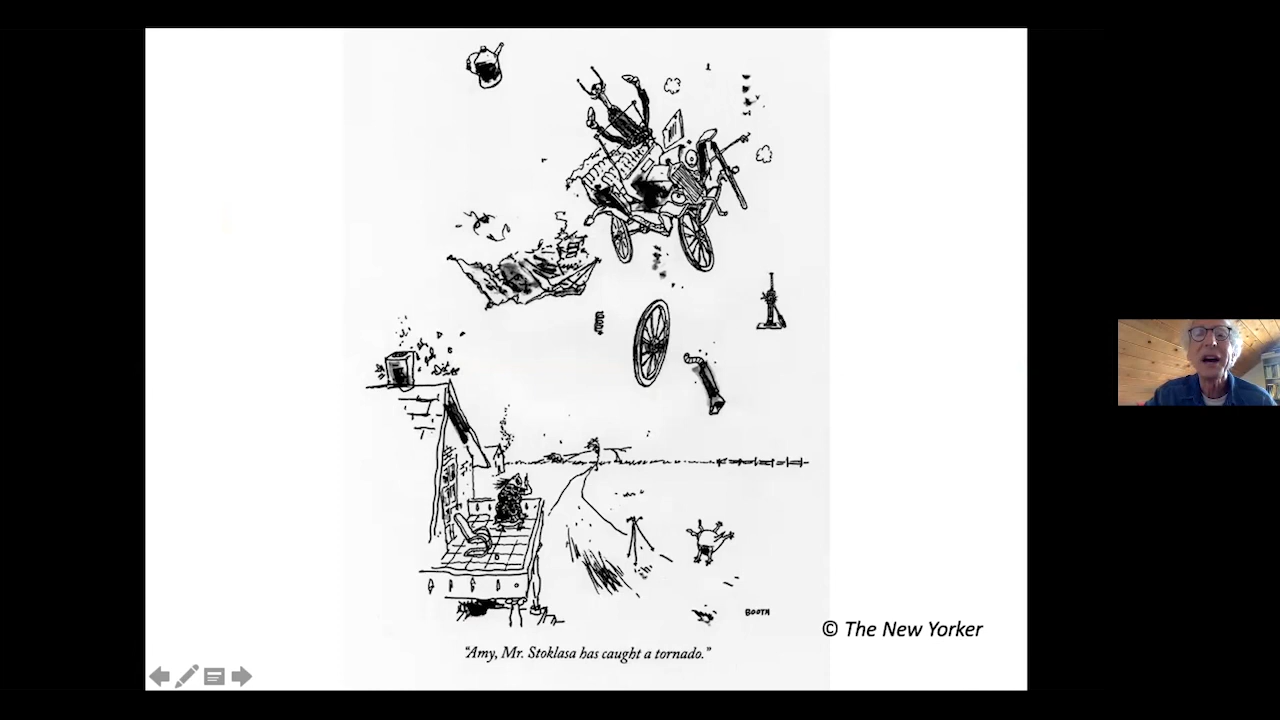 BOOTH
© The New Yorker
“Amy, Mr. Stoklasa has caught a tornado.”